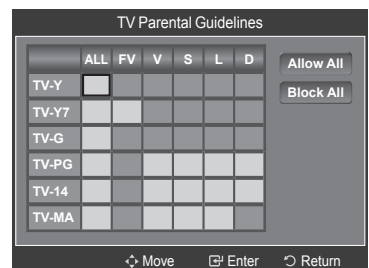 TV Parental Guidelines
ALL FV V S L D
Allow All
Block All
TV-Y
TV-Y7
TV-G
TV-PG
TV-14
TV-MA
Move Enter Return